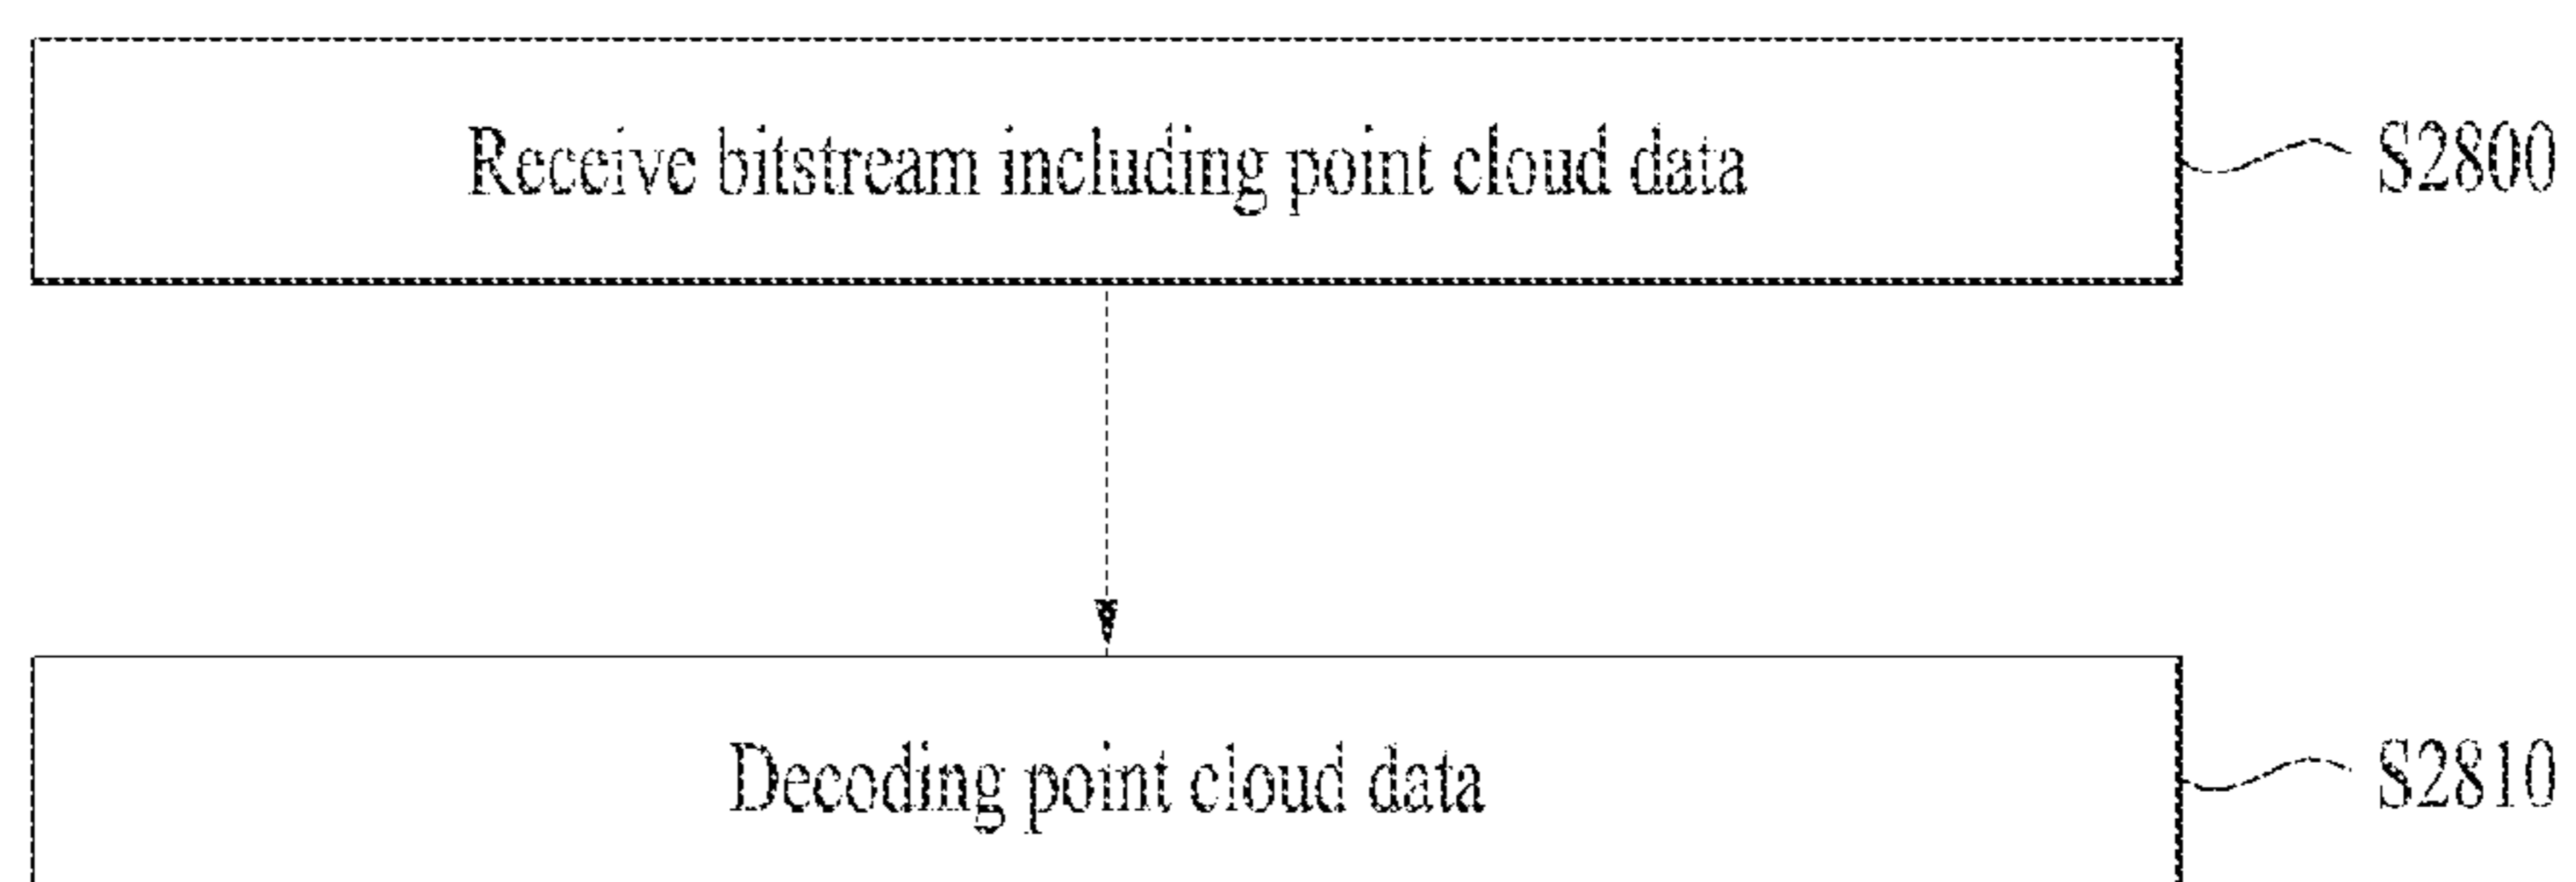 Receive bitstream including point cloud data
S2800
Decoding point cloud data
S2810